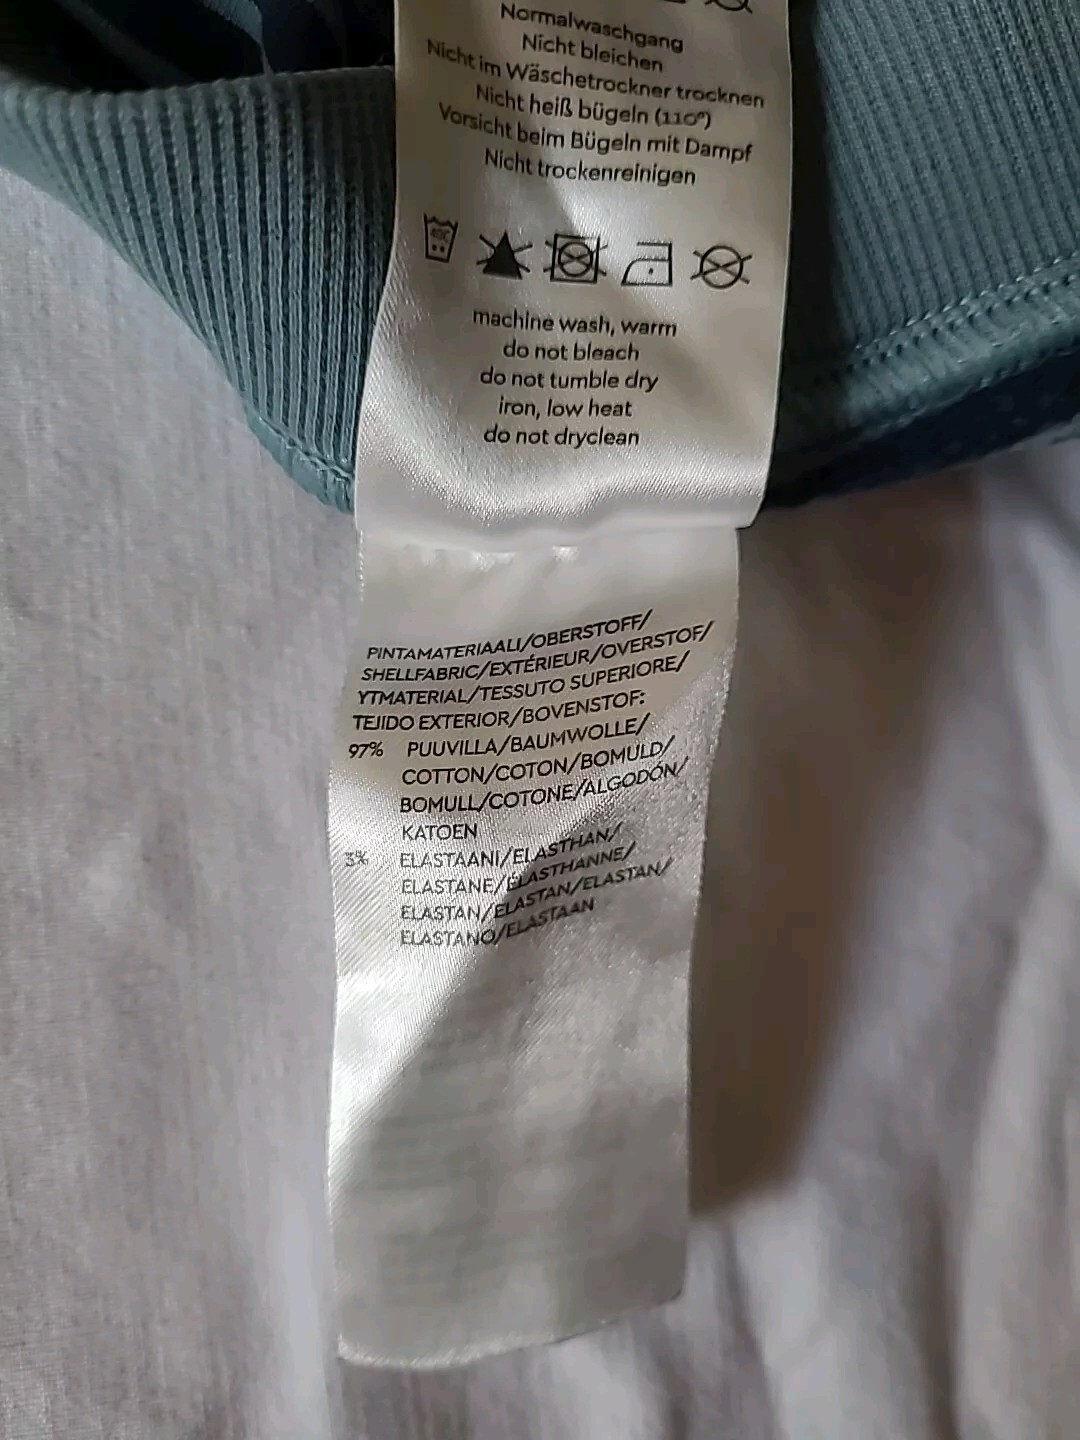 Normalwaschgang
Nicht bleichen
Nicht im Wäschetrockner trocknen
Nicht heiß bügeln (110°)
Vorsicht beim Bügeln mit Dampf
Nicht trockenreinigen
40C
machine wash, warm
do not bleach
do not tumble dry
iron, low heat
do not dryclean
PINTAMATERIAALI/OBERSTOFF/
SHELLFABRIC/EXTÉRIEUR/OVERSTOF/
YTMATERIAL/TESSUTO SUPERIORE/
TEJIDO EXTERIOR/BOVENSTOF:
97% PUUVILLA/BAUMWOLLE/
COTTON/COTON/BOMULD/
BOMULL/COTONE/ALGODÓN/
KATOEN
3% ELASTAANI/ELASTHAN/
ELASTANE/ÉLASTHANNE/
ELASTAN/ELASTAN/ELASTAN/
ELASTANO/ELASTAAN